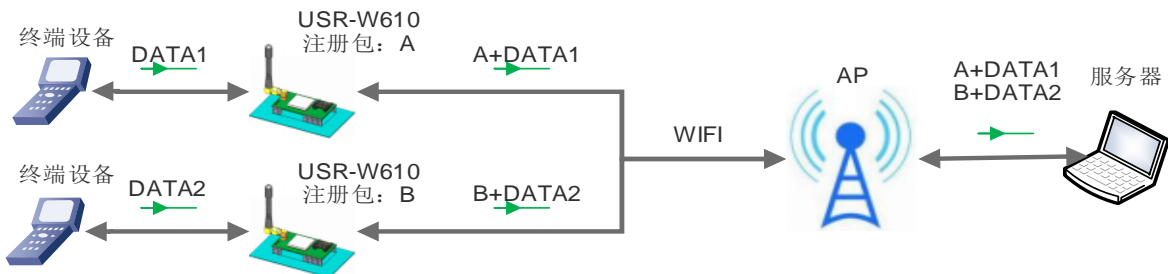 终端设备
DATA1
USR-W610
注册包：A
A+DATA1
AP
A+DATA1
B+DATA2
服务器
WIFI
终端设备
DATA2
USR-W610
注册包：B
B+DATA2